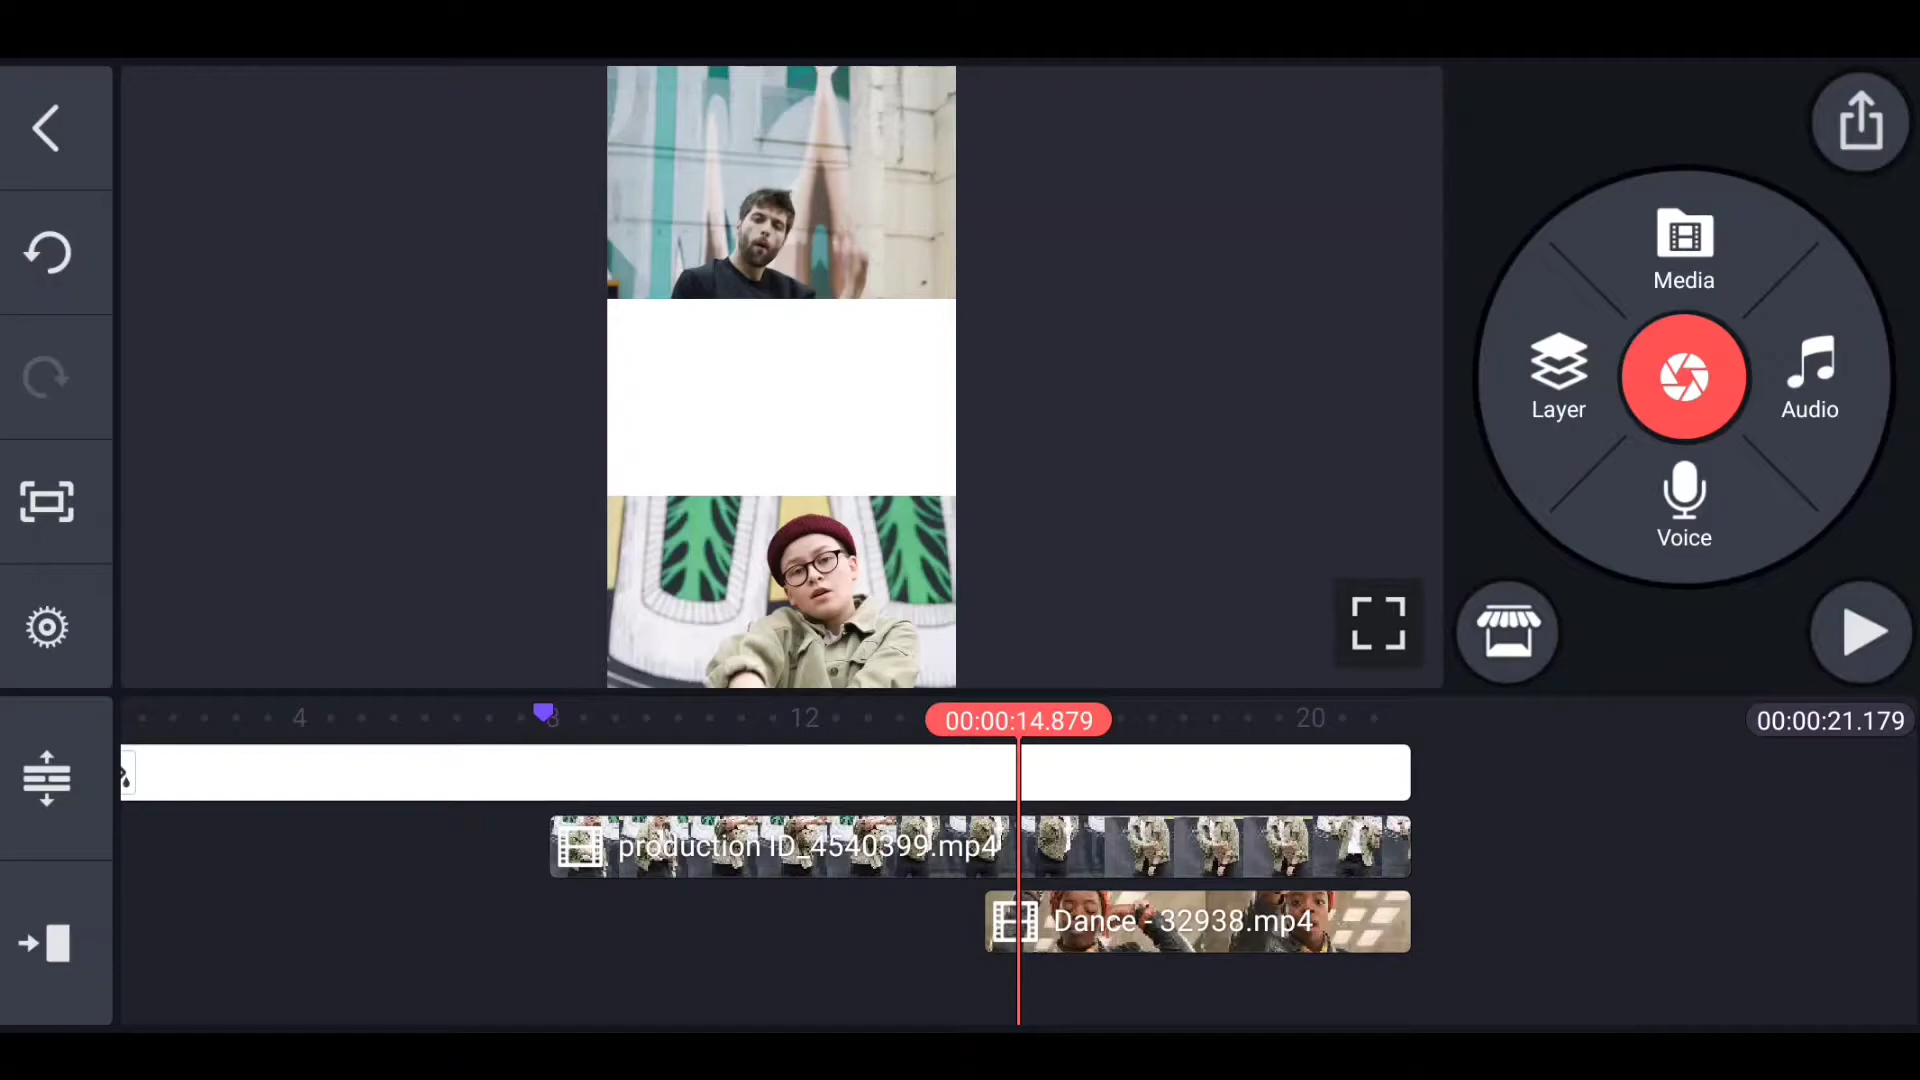 Media
Layer
Audio
Voice
4
8
12
00:00:14.879
20
00:00:21.179
production ID_4540399.mp4
Dance - 32938.mp4